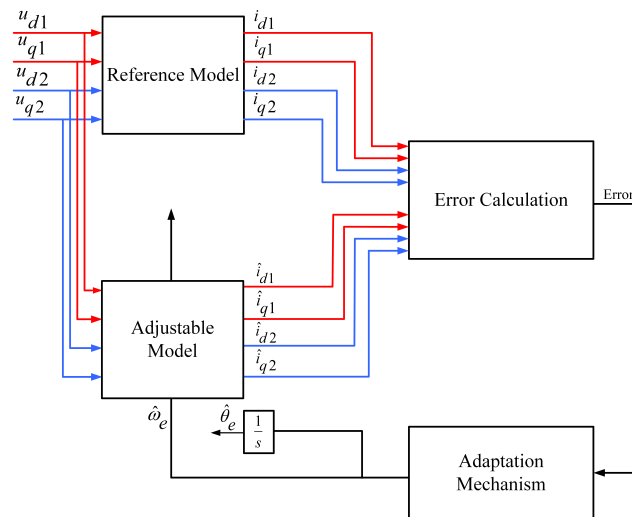 u_d1
u_q1
u_d2
u_q2
Reference Model
i_d1
i_q1
i_d2
i_q2
Error Calculation
Error
Adjustable
Model
î_d1
î_q1
î_d2
î_q2
ω̂_e
θ̂_e
1
s
Adaptation
Mechanism